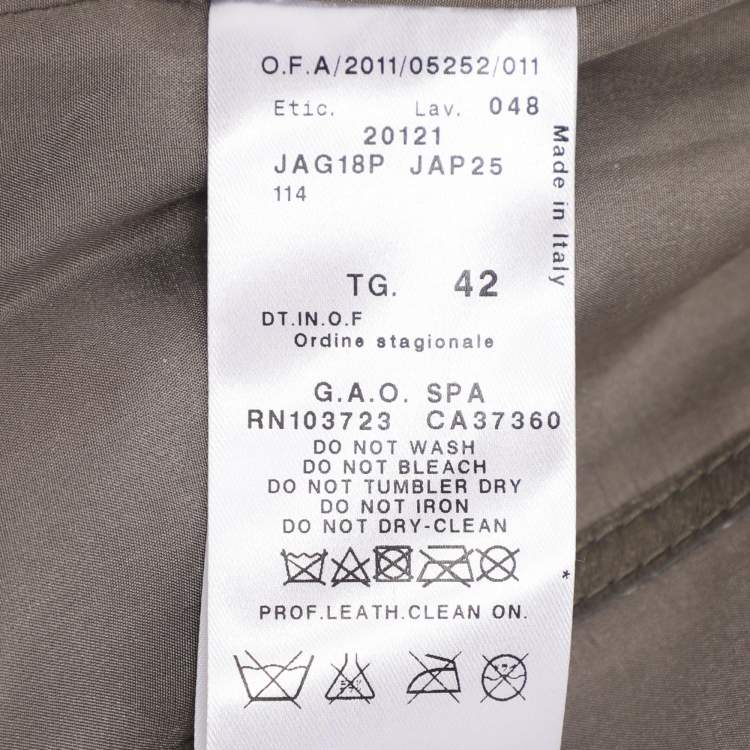 O.F.A/2011/05252/011
Etic. Lav. 048
20121
JAG18P JAP25
114
Made in Italy
TG. 42
DT.IN.O.F
Ordine stagionale
G.A.O. SPA
RN103723 CA37360
DO NOT WASH
DO NOT BLEACH
DO NOT TUMBLER DRY
DO NOT IRON
DO NOT DRY-CLEAN
*
PROF.LEATH.CLEAN ON.